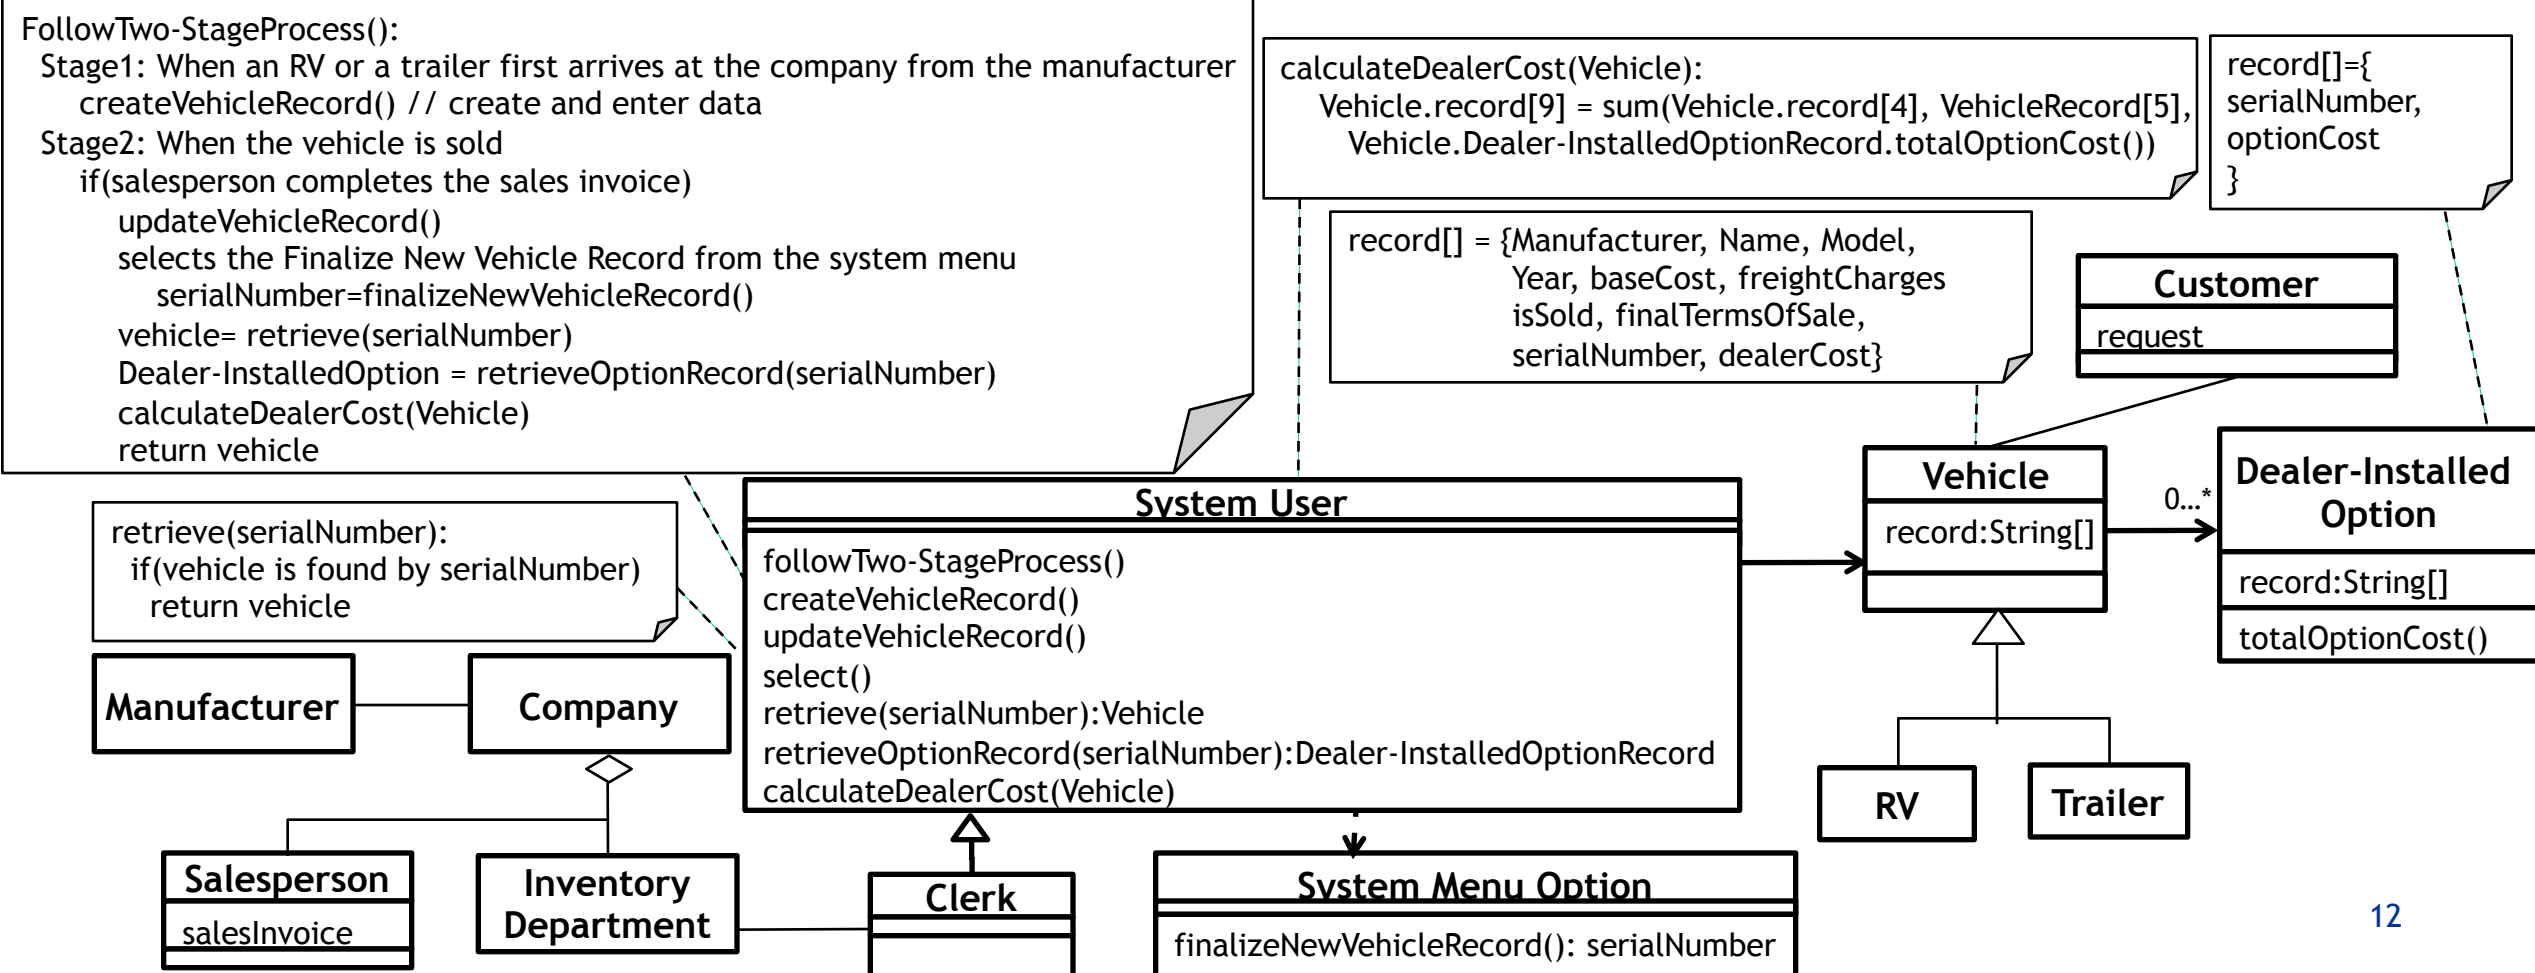 FollowTwo-StageProcess():
Stage1: When an RV or a trailer first arrives at the company from the manufacturer
createVehicleRecord() // create and enter data
Stage2: When the vehicle is sold
if(salesperson completes the sales invoice)
updateVehicleRecord()
selects the Finalize New Vehicle Record from the system menu
serialNumber=finalizeNewVehicleRecord()
vehicle= retrieve(serialNumber)
Dealer-InstalledOption = retrieveOptionRecord(serialNumber)
calculateDealerCost(Vehicle)
return vehicle
calculateDealerCost(Vehicle):
Vehicle.record[9] = sum(Vehicle.record[4], VehicleRecord[5],
Vehicle.Dealer-InstalledOptionRecord.totalOptionCost())
record[]={
serialNumber,
optionCost
}
record[] = {Manufacturer, Name, Model,
Year, baseCost, freightCharges
isSold, finalTermsOfSale,
serialNumber, dealerCost}
Customer
request
retrieve(serialNumber):
if(vehicle is found by serialNumber)
return vehicle
System User
followTwo-StageProcess()
createVehicleRecord()
updateVehicleRecord()
select()
retrieve(serialNumber):Vehicle
retrieveOptionRecord(serialNumber):Dealer-InstalledOptionRecord
calculateDealerCost(Vehicle)
Vehicle
record:String[]
0...*
Dealer-Installed
Option
record:String[]
totalOptionCost()
Manufacturer
Company
RV
Trailer
Salesperson
salesInvoice
Inventory
Department
Clerk
System Menu Option
finalizeNewVehicleRecord(): serialNumber
12